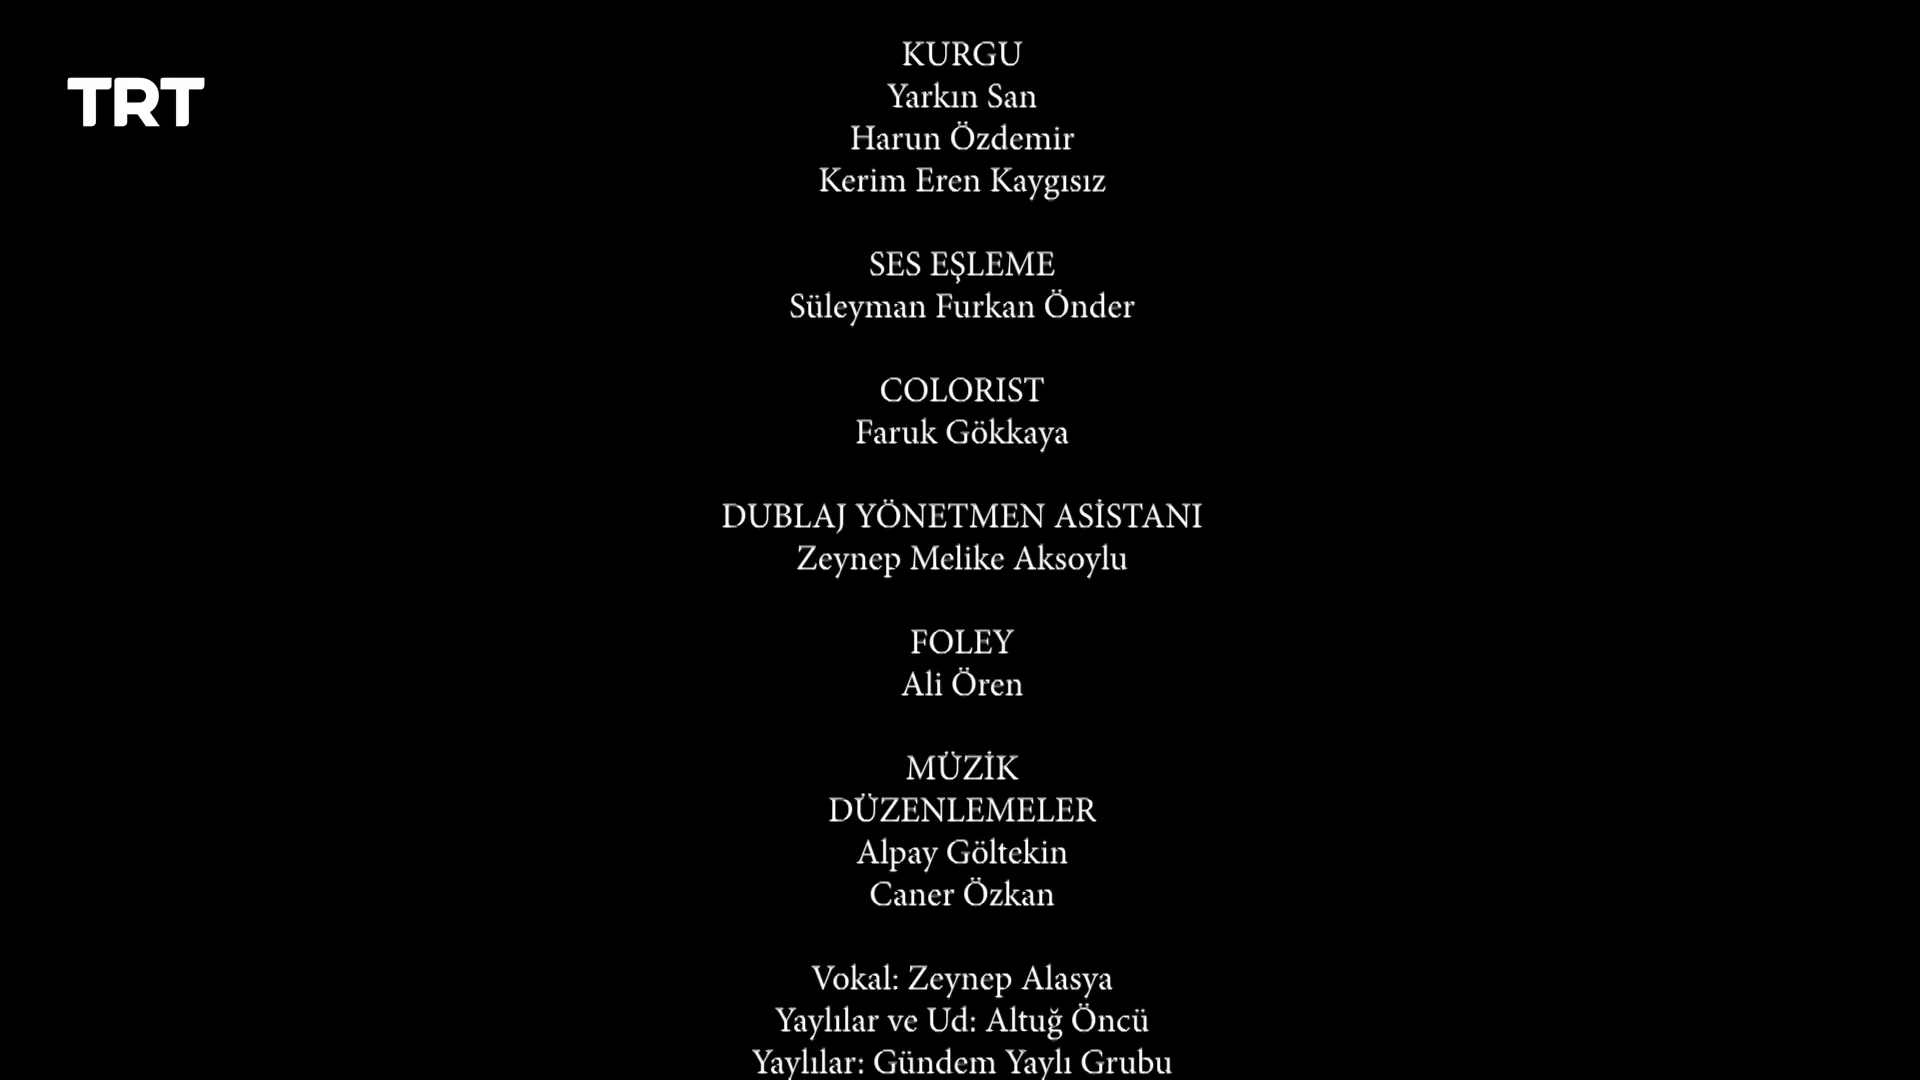 TRT
KURGU
Yarkın San
Harun Özdemir
Kerim Eren Kaygısız
SES EŞLEME
Süleyman Furkan Önder
COLORIST
Faruk Gökkaya
DUBLAJ YÖNETMEN ASİSTANI
Zeynep Melike Aksoylu
FOLEY
Ali Ören
MÜZİK
DÜZENLEMELER
Alpay Göltekin
Caner Özkan
Vokal: Zeynep Alasya
Yaylılar ve Ud: Altuğ Öncü
Yaylılar: Gündem Yaylı Grubu